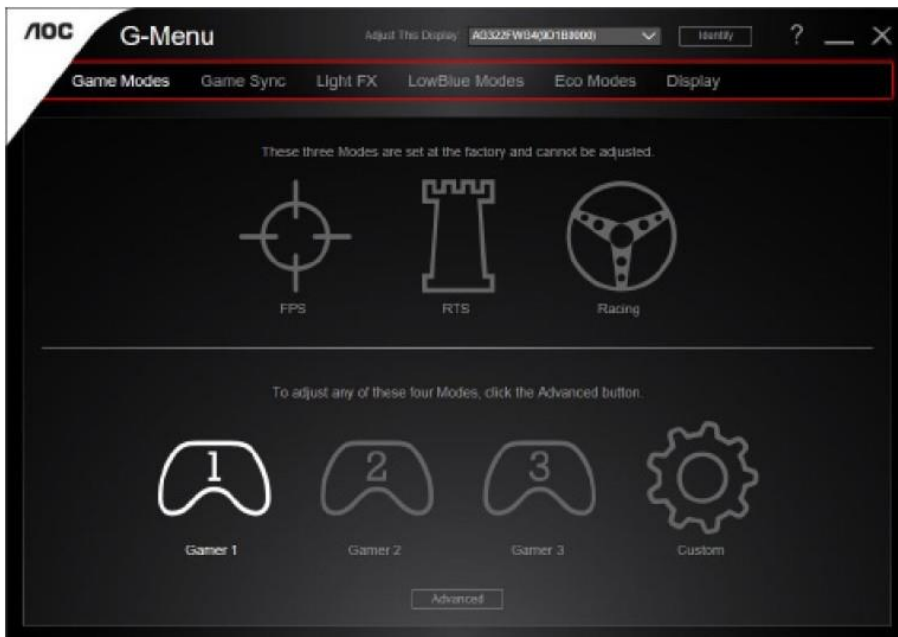 AOC
G-Menu
Adjust This Display:
Identify
?
Game Modes
Game Sync
Light FX
LowBlue Modes
Eco Modes
Display
These three Modes are set at the factory and cannot be adjusted.
FPS
RTS
Racing
To adjust any of these four Modes, click the Advanced button.
1
2
3
Gamer 1
Gamer 2
Gamer 3
Custom
Advanced